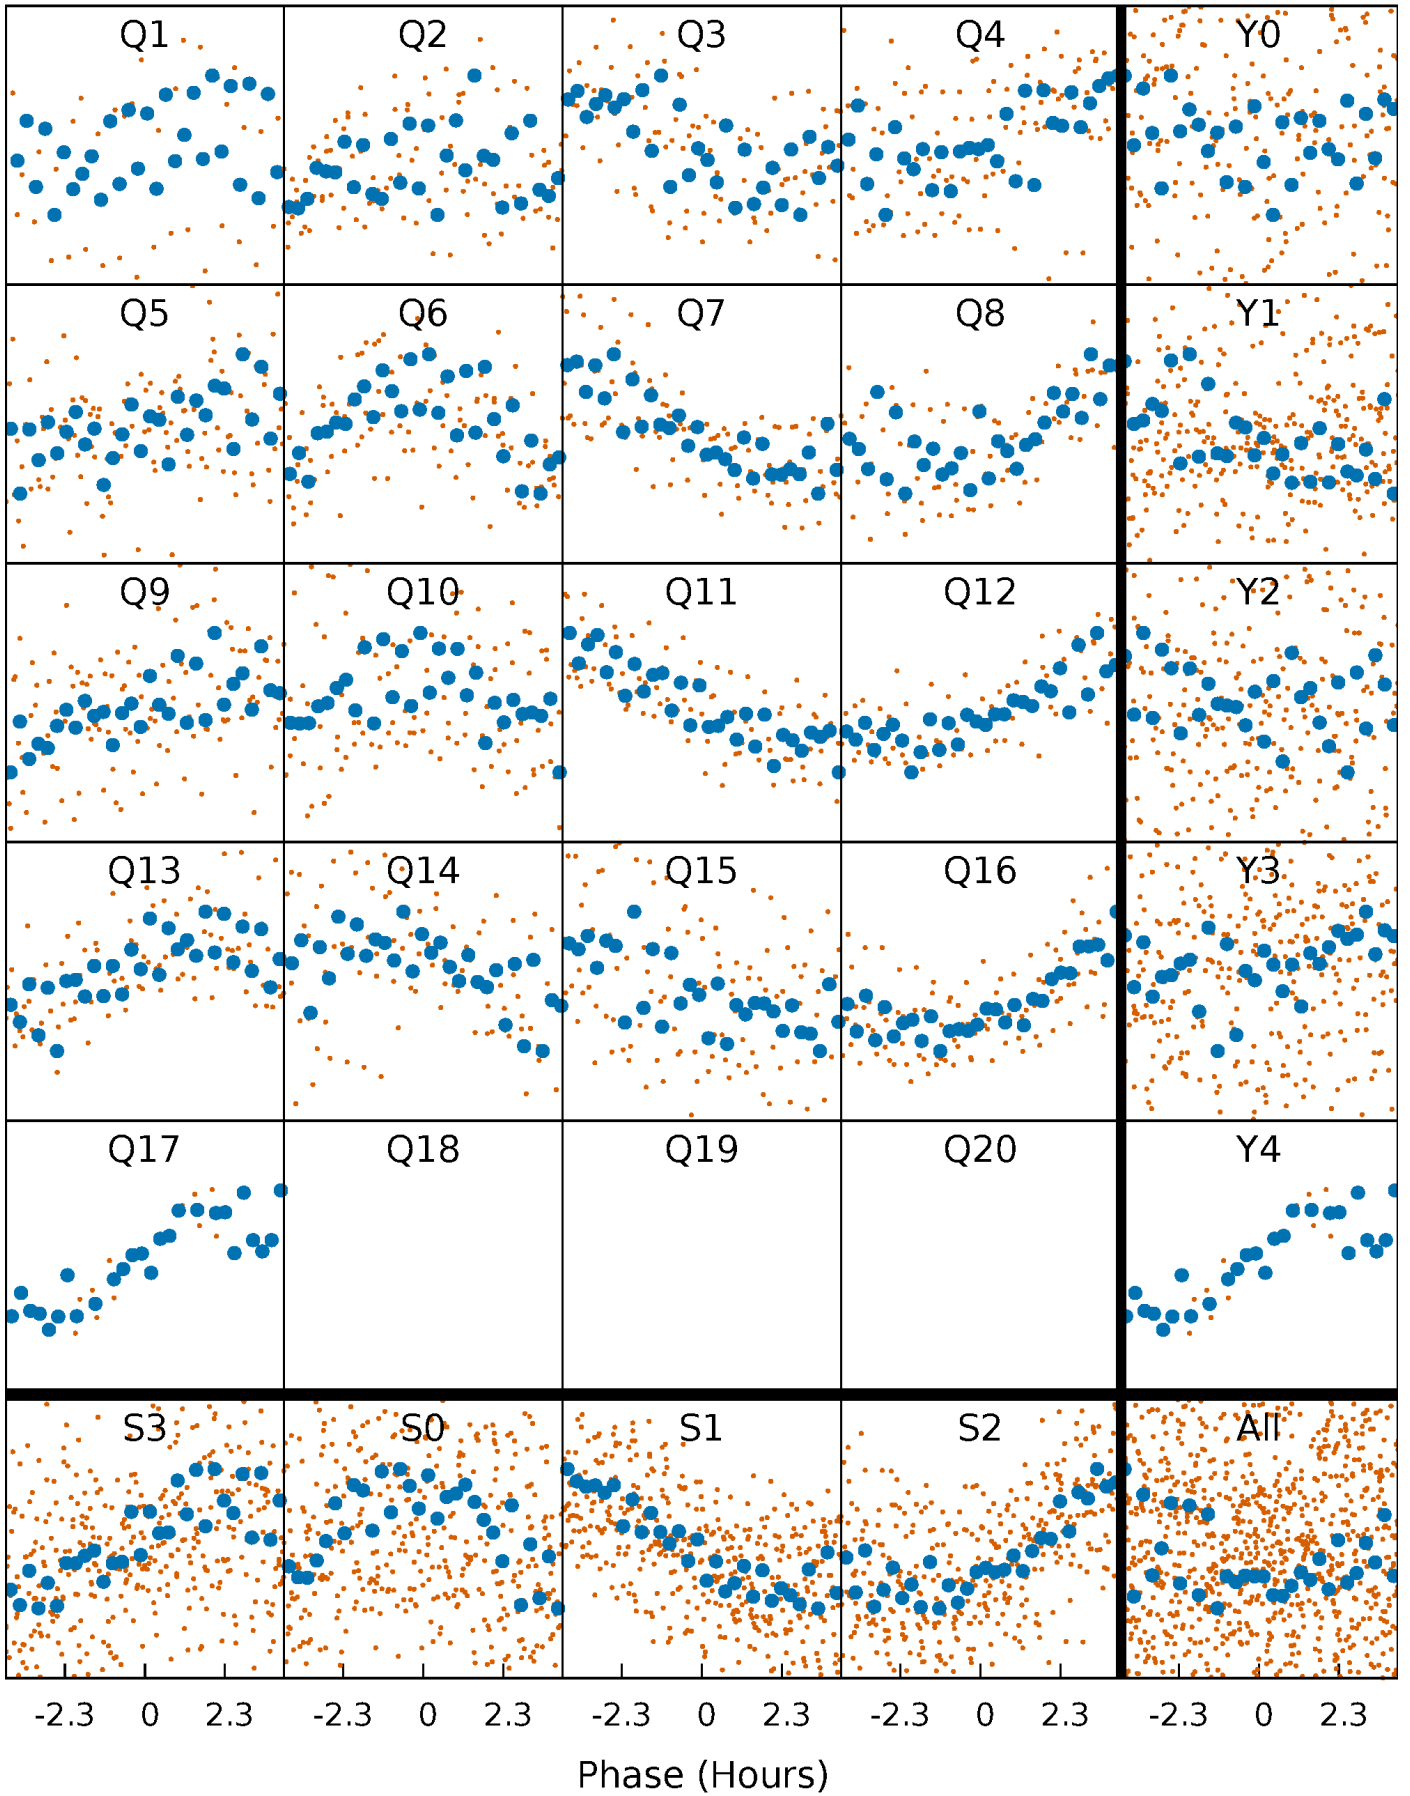 Q1 Q2 Q3 Q4 Y0
Q5 Q6 Q7 Q8 Y1
Q9 Q10 Q11 Q12 Y2
Q13 Q14 Q15 Q16 Y3
Q17 Q18 Q19 Q20 Y4
S3 S0 S1 S2 All
-2.3 0 2.3 -2.3 0 2.3 -2.3 0 2.3 -2.3 0 2.3 -2.3 0 2.3
Phase (Hours)